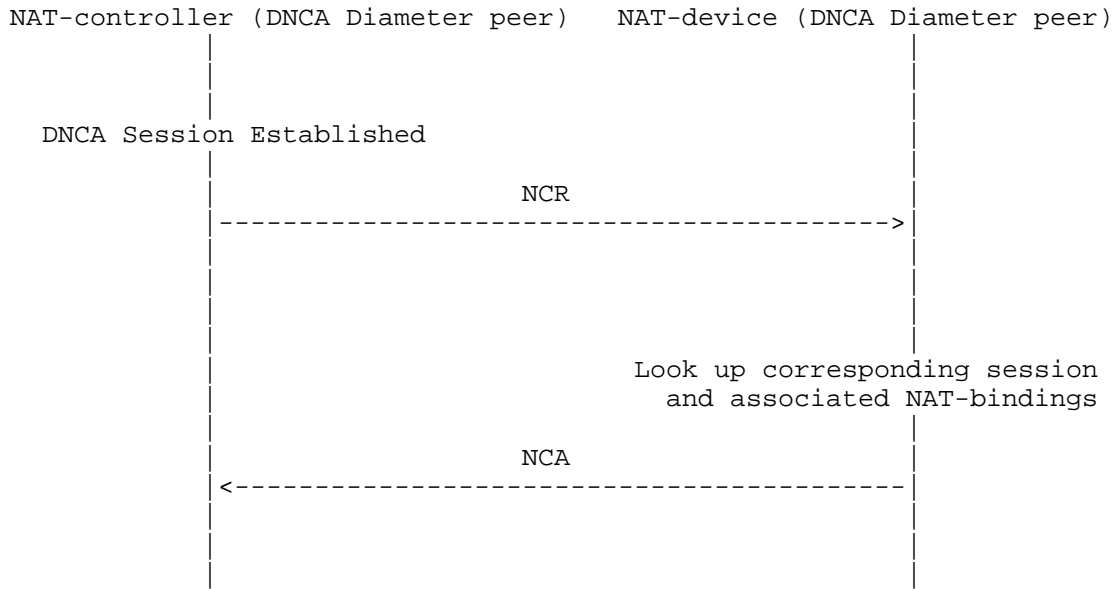 NAT-controller (DNCA Diameter peer) NAT-device (DNCA Diameter peer)
DNCA Session Established
NCR
Look up corresponding session
and associated NAT-bindings
NCA